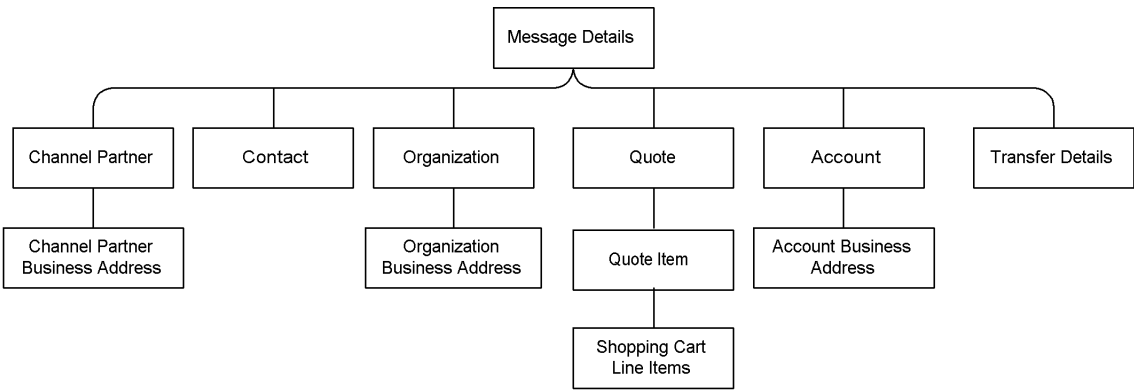 Message Details
Channel Partner
Contact
Organization
Quote
Account
Transfer Details
Channel Partner
Business Address
Organization
Business Address
Quote Item
Account Business
Address
Shopping Cart
Line Items